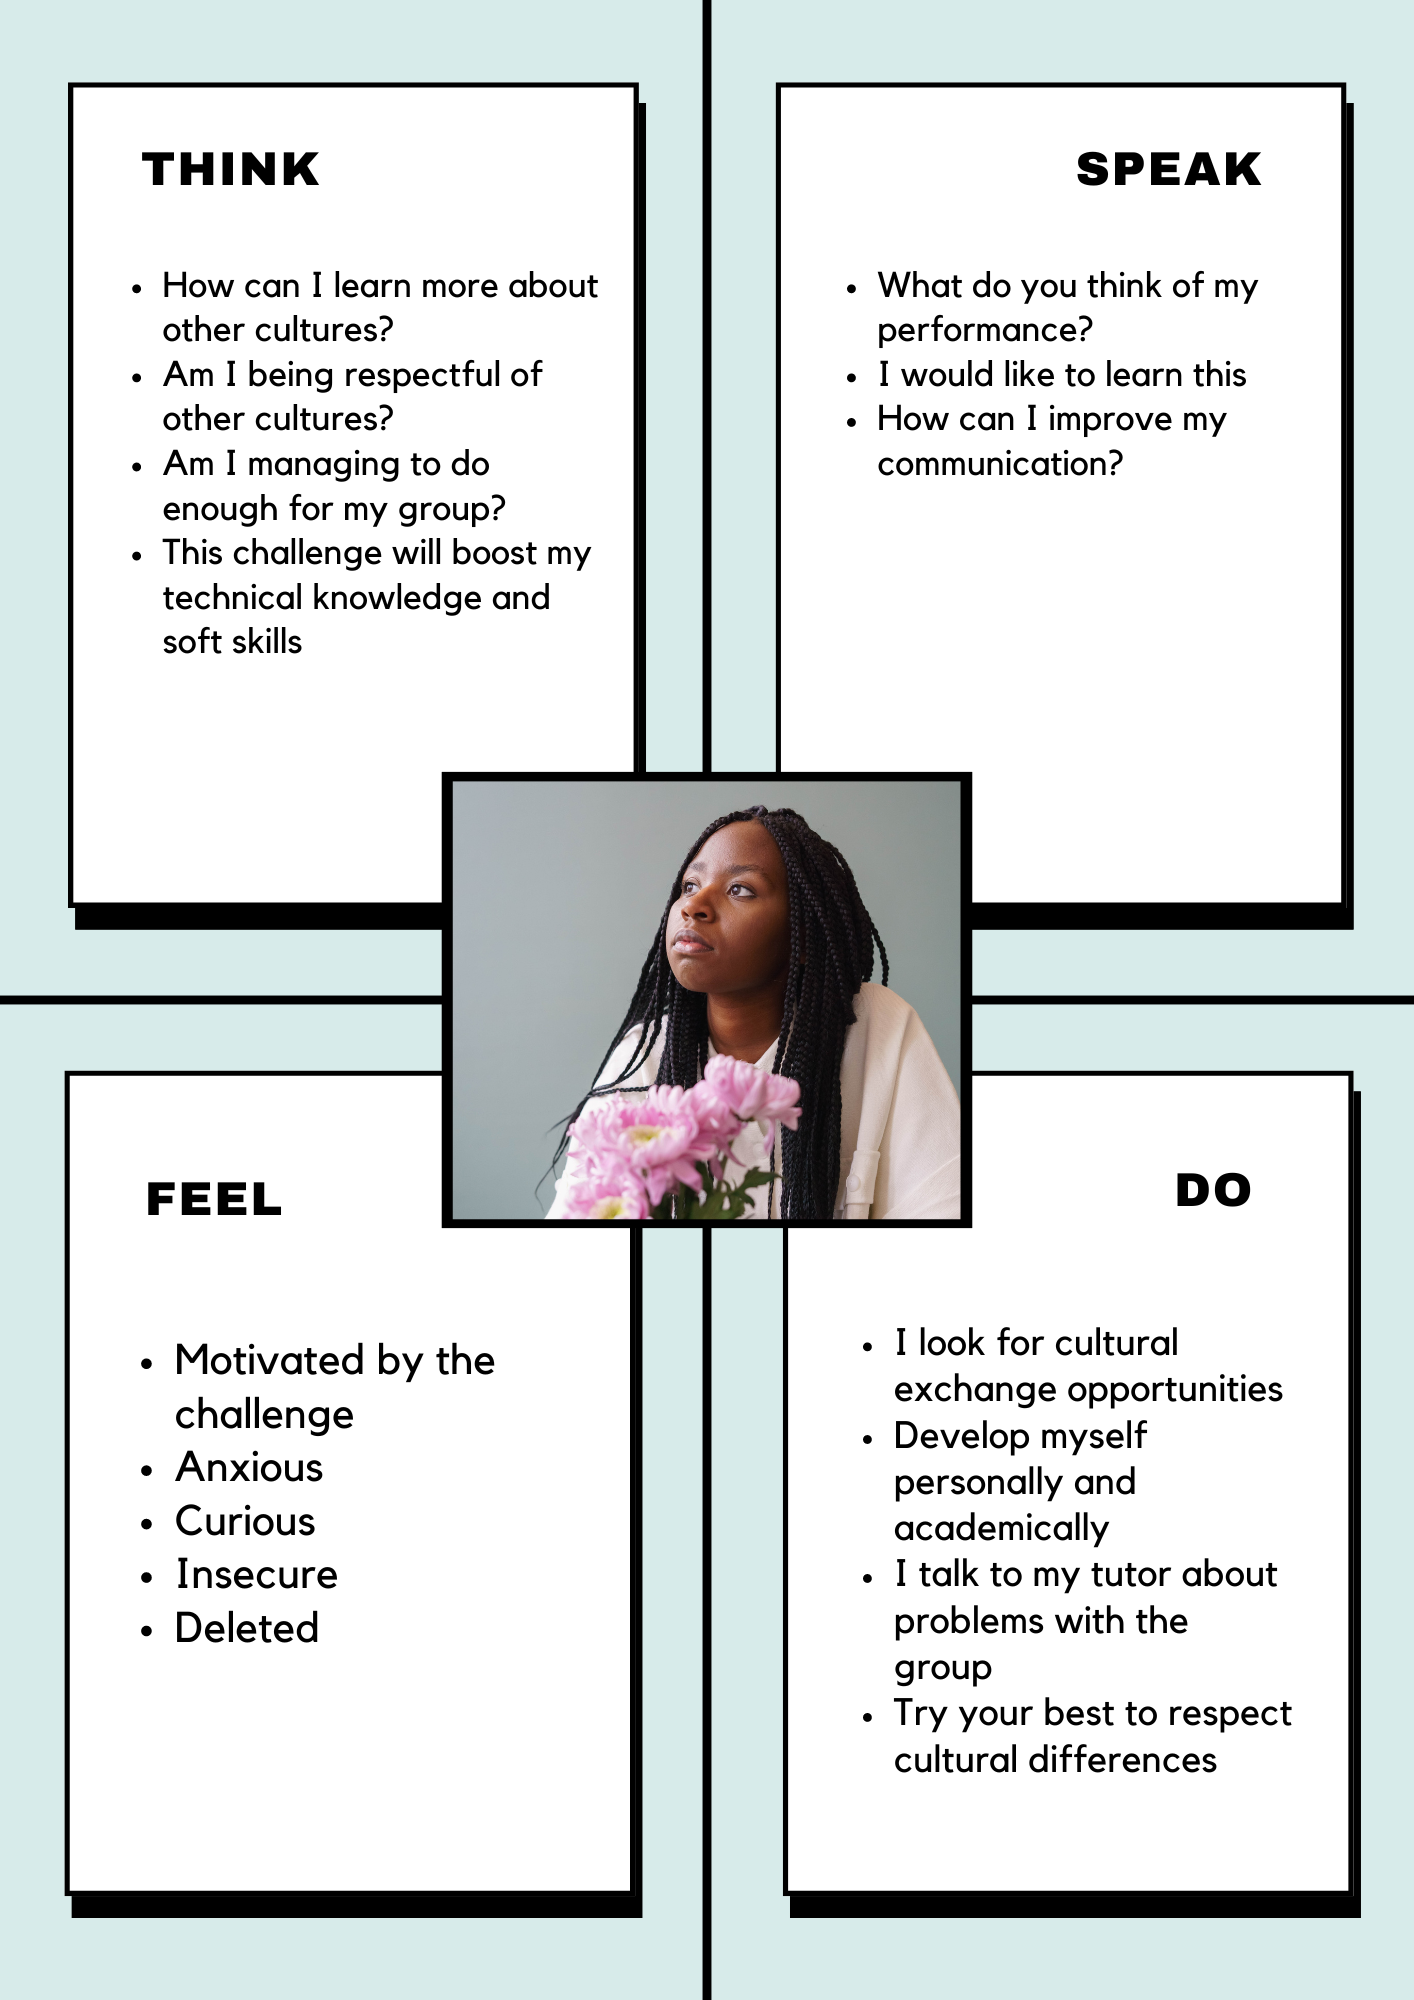 THINK
• How can I learn more about
other cultures?
• Am I being respectful of
other cultures?
• Am I managing to do
enough for my group?
• This challenge will boost my
technical knowledge and
soft skills
SPEAK
• What do you think of my
performance?
• I would like to learn this
• How can I improve my
communication?
FEEL
• Motivated by the
challenge
• Anxious
• Curious
• Insecure
• Deleted
DO
• I look for cultural
exchange opportunities
• Develop myself
personally and
academically
• I talk to my tutor about
problems with the
group
• Try your best to respect
cultural differences